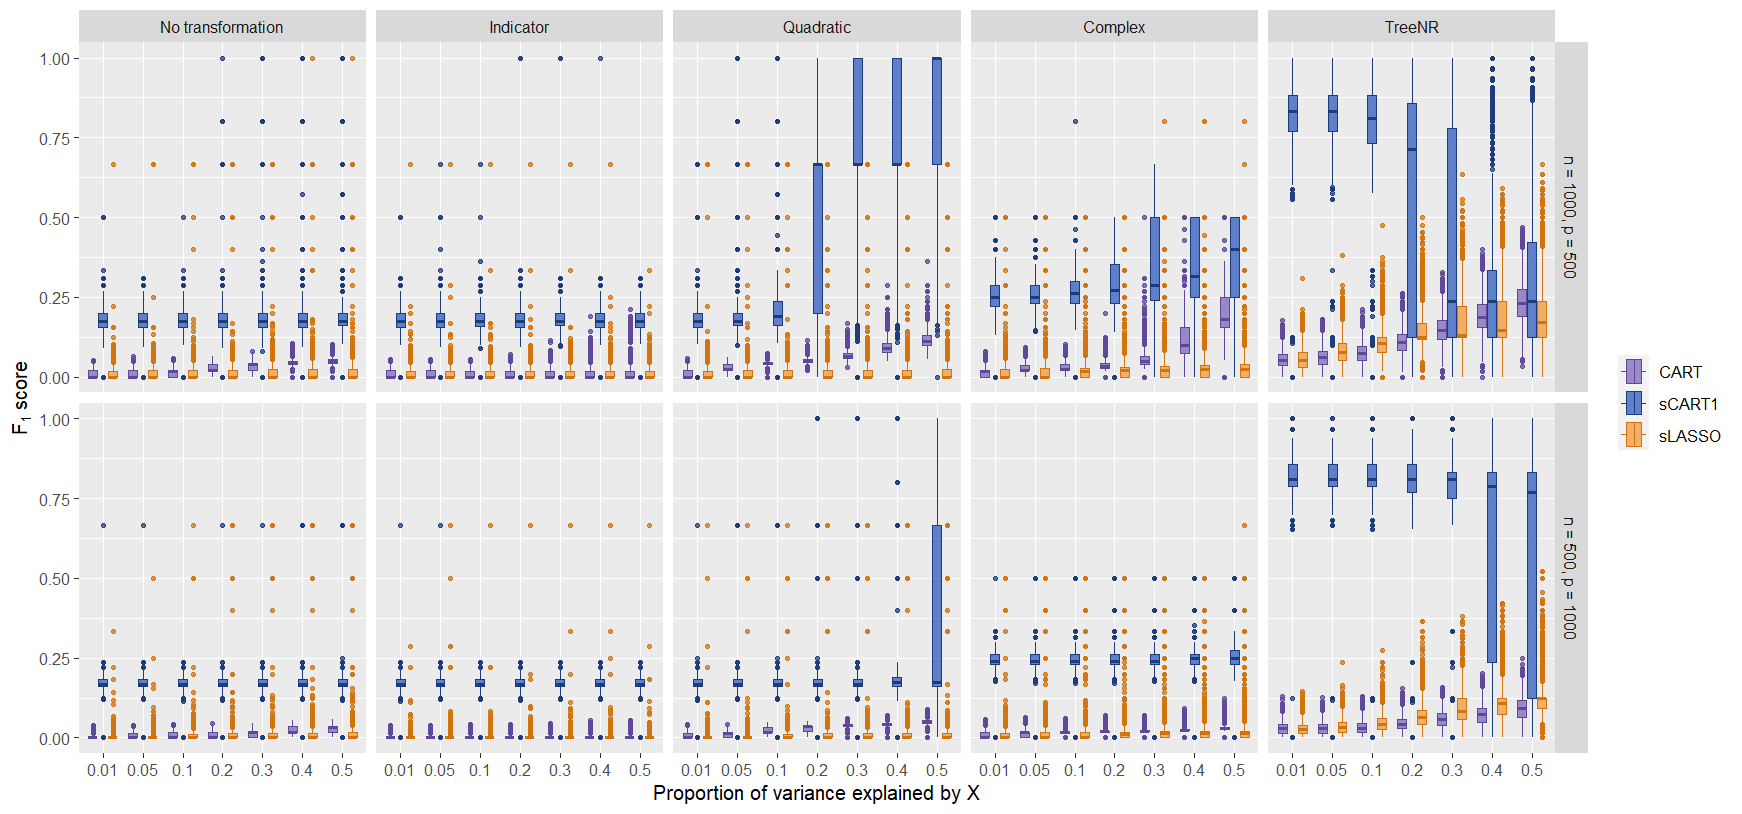 No transformation Indicator Quadratic Complex TreeNR
1.00
0.75
0.50
0.25
0.00
n = 1000, p = 500
1.00
0.75
0.50
0.25
0.00
n = 500, p = 1000
F1 score
0.01 0.05 0.1 0.2 0.3 0.4 0.5 0.01 0.05 0.1 0.2 0.3 0.4 0.5 0.01 0.05 0.1 0.2 0.3 0.4 0.5 0.01 0.05 0.1 0.2 0.3 0.4 0.5 0.01 0.05 0.1 0.2 0.3 0.4 0.5
Proportion of variance explained by X
CART
sCART1
sLASSO